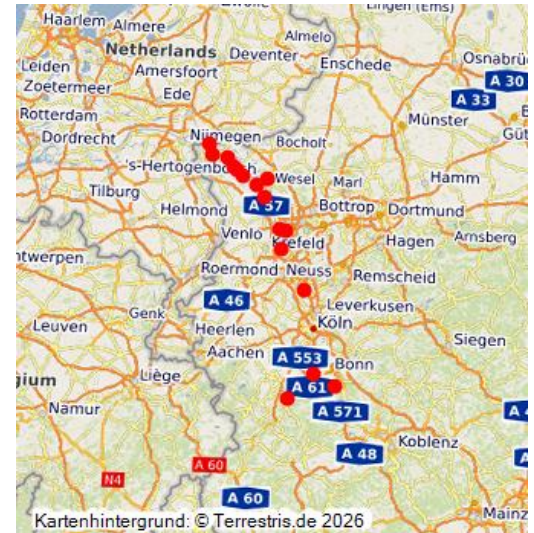 Haarlem Almere
Lingen (Ems)
Almelo
Netherlands
Deventer
Enschede
Osnabrü
Leiden
Amersfoort
A 30
Zoetermeer
Ede
A 33
Rotterdam
Münster
Dordrecht
Nijmegen
Bocholt
Güt
's-Hertogenbosch
Wesel
Marl
Hamm
Tilburg
Helmond
A 57
Bottrop
Dortmund
Venlo
Krefeld
Hagen
Arnsberg
ntwerpen
Roermond
Neuss
Remscheid
A 46
Genk
Leverkusen
Leuven
Heerlen
Köln
Siegen
Aachen
A 553
Liège
Bonn
gium
A 61
Namur
A 571
Koblenz
A 48
A 60
N4
A 60
Mainz
Kartenhintergrund: © Terrestris.de 2026